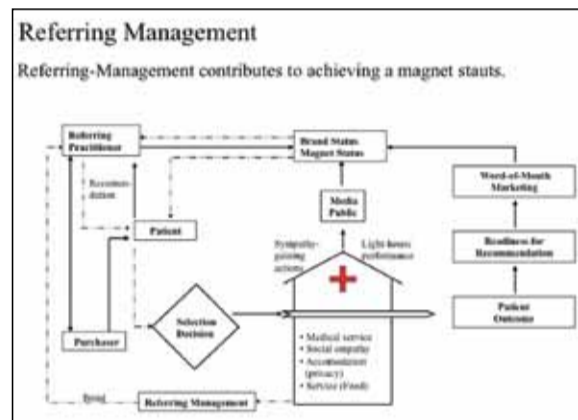 Referring Management
Referring-Management contributes to achieving a magnet stauts.
Referring
Practitioner
Brand Status
Magnet Status
Recommen-
dation
Word-of-Mouth
Marketing
Media
Public
Patient
Sympathy-
gaining
actions
Light-house
performance
Readiness for
Recommendation
Selection
Decision
Patient
Outcome
Purchaser
• Medical service
• Social empathy
• Accomodation
(privacy)
• Service (Food)
Referring Management